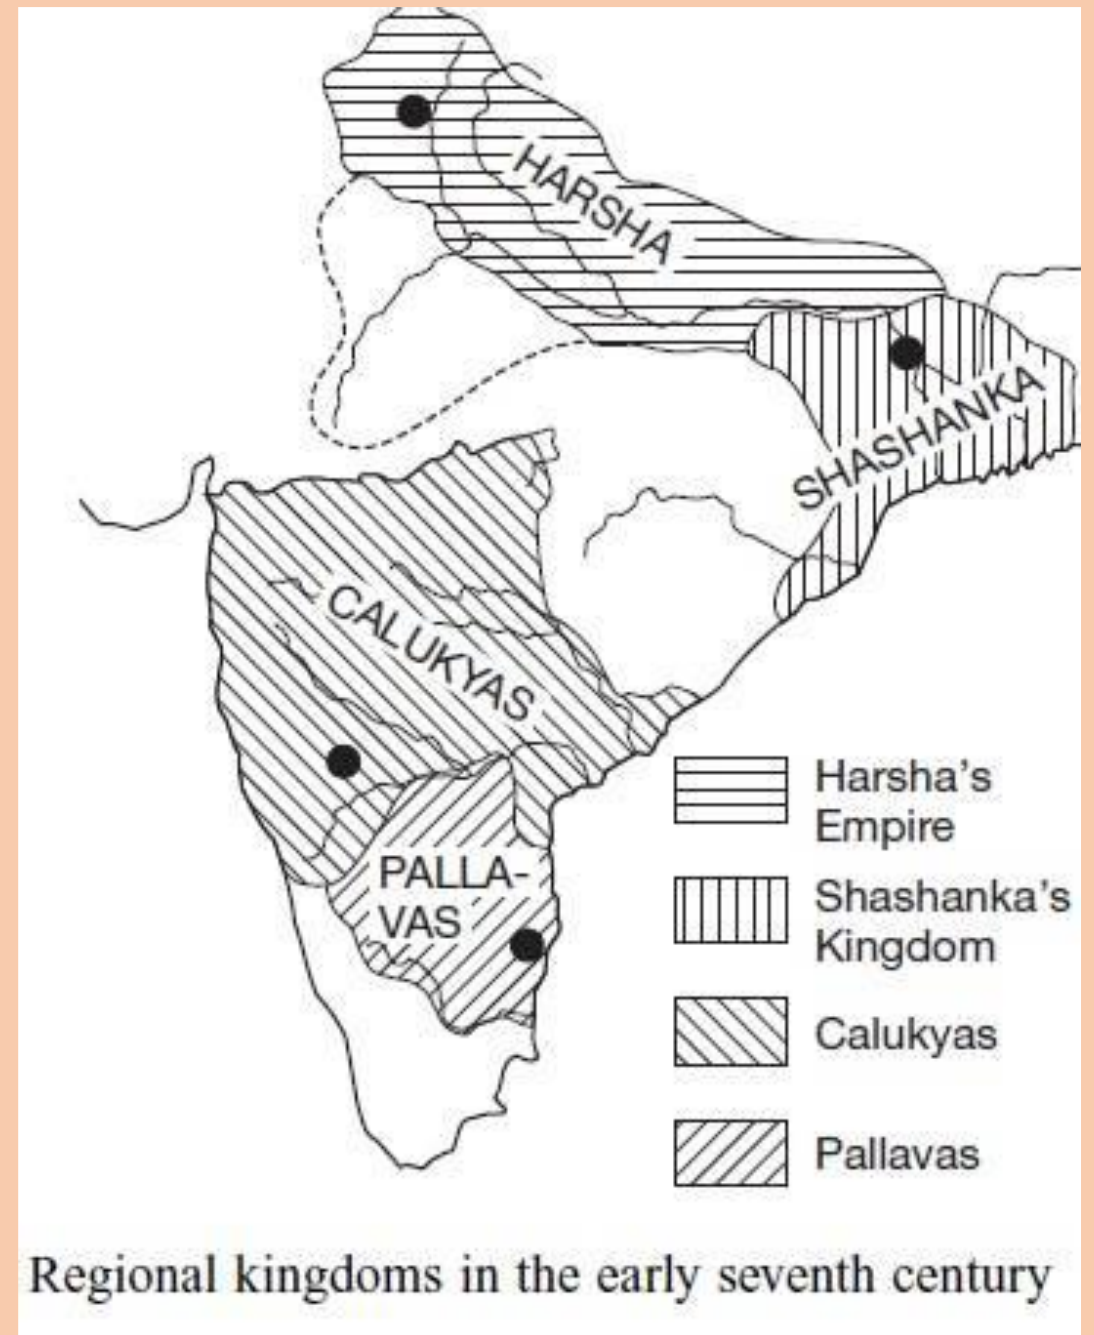 HARSHA
SHASHANKA
CALUKYAS
PALLA-
VAS
Harsha's
Empire
Shashanka's
Kingdom
Calukyas
Pallavas
Regional kingdoms in the early seventh century